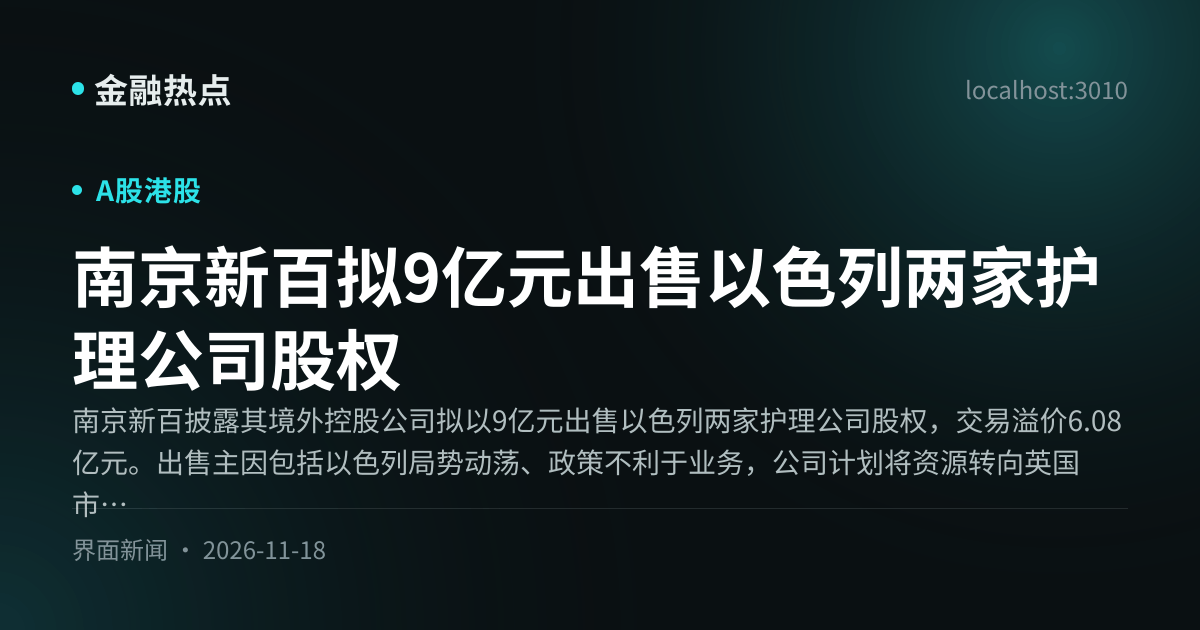 金融热点
localhost:3010
A股港股
南京新百拟9亿元出售以色列两家护
理公司股权
南京新百披露其境外控股公司拟以9亿元出售以色列两家护理公司股权，交易溢价6.08
亿元。出售主因包括以色列局势动荡、政策不利于业务，公司计划将资源转向英国
市…
界面新闻 · 2026-11-18